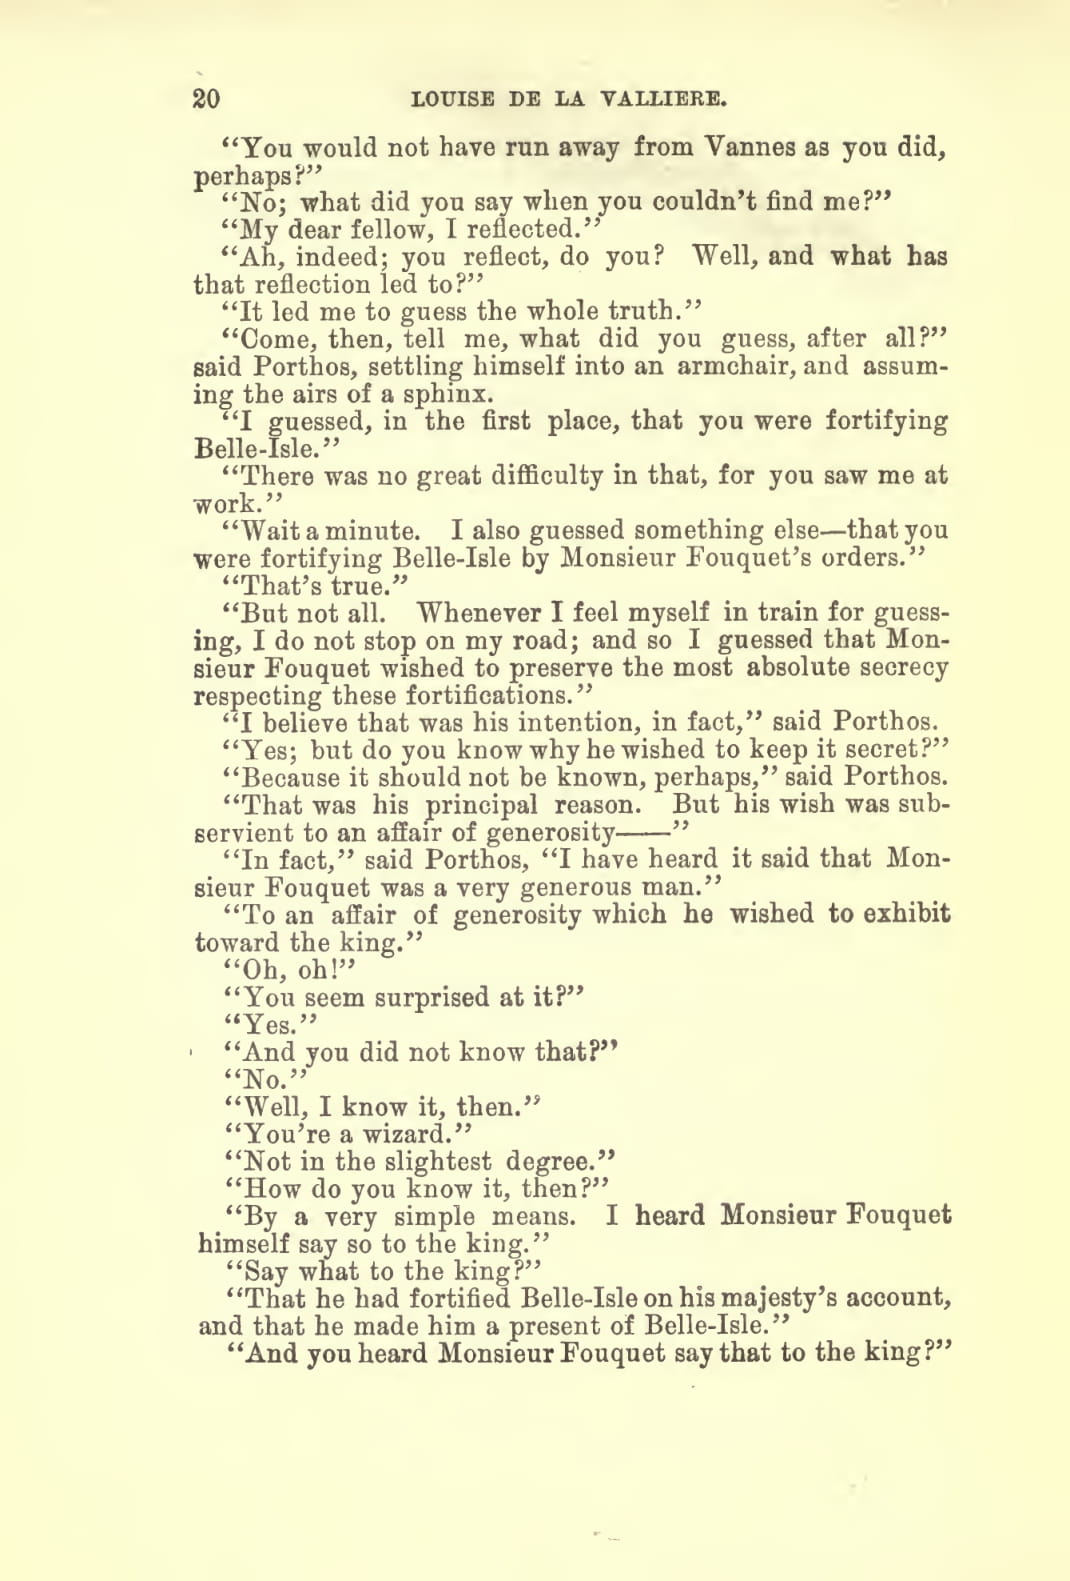 20 LOUISE DE LA VALLIERE.
“You would not have run away from Vannes as you did,
perhaps?”
“No; what did you say when you couldn’t find me?”
“My dear fellow, I reflected.”
“Ah, indeed; you reflect, do you? Well, and what has
that reflection led to?”
“It led me to guess the whole truth.”
“Come, then, tell me, what did you guess, after all?”
said Porthos, settling himself into an armchair, and assum-
ing the airs of a sphinx.
“I guessed, in the first place, that you were fortifying
Belle-Isle.”
“There was no great difficulty in that, for you saw me at
work.”
“Wait a minute. I also guessed something else—that you
were fortifying Belle-Isle by Monsieur Fouquet’s orders.”
“That’s true.”
“But not all. Whenever I feel myself in train for guess-
ing, I do not stop on my road; and so I guessed that Mon-
sieur Fouquet wished to preserve the most absolute secrecy
respecting these fortifications.”
“I believe that was his intention, in fact,” said Porthos.
“Yes; but do you know why he wished to keep it secret?”
“Because it should not be known, perhaps,” said Porthos.
“That was his principal reason. But his wish was sub-
servient to an affair of generosity——”
“In fact,” said Porthos, “I have heard it said that Mon-
sieur Fouquet was a very generous man.”
“To an affair of generosity which he wished to exhibit
toward the king.”
“Oh, oh!”
“You seem surprised at it?”
“Yes.”
“And you did not know that?”
“No.”
“Well, I know it, then.”
“You’re a wizard.”
“Not in the slightest degree.”
“How do you know it, then?”
“By a very simple means. I heard Monsieur Fouquet
himself say so to the king.”
“Say what to the king?”
“That he had fortified Belle-Isle on his majesty’s account,
and that he made him a present of Belle-Isle.”
“And you heard Monsieur Fouquet say that to the king?”